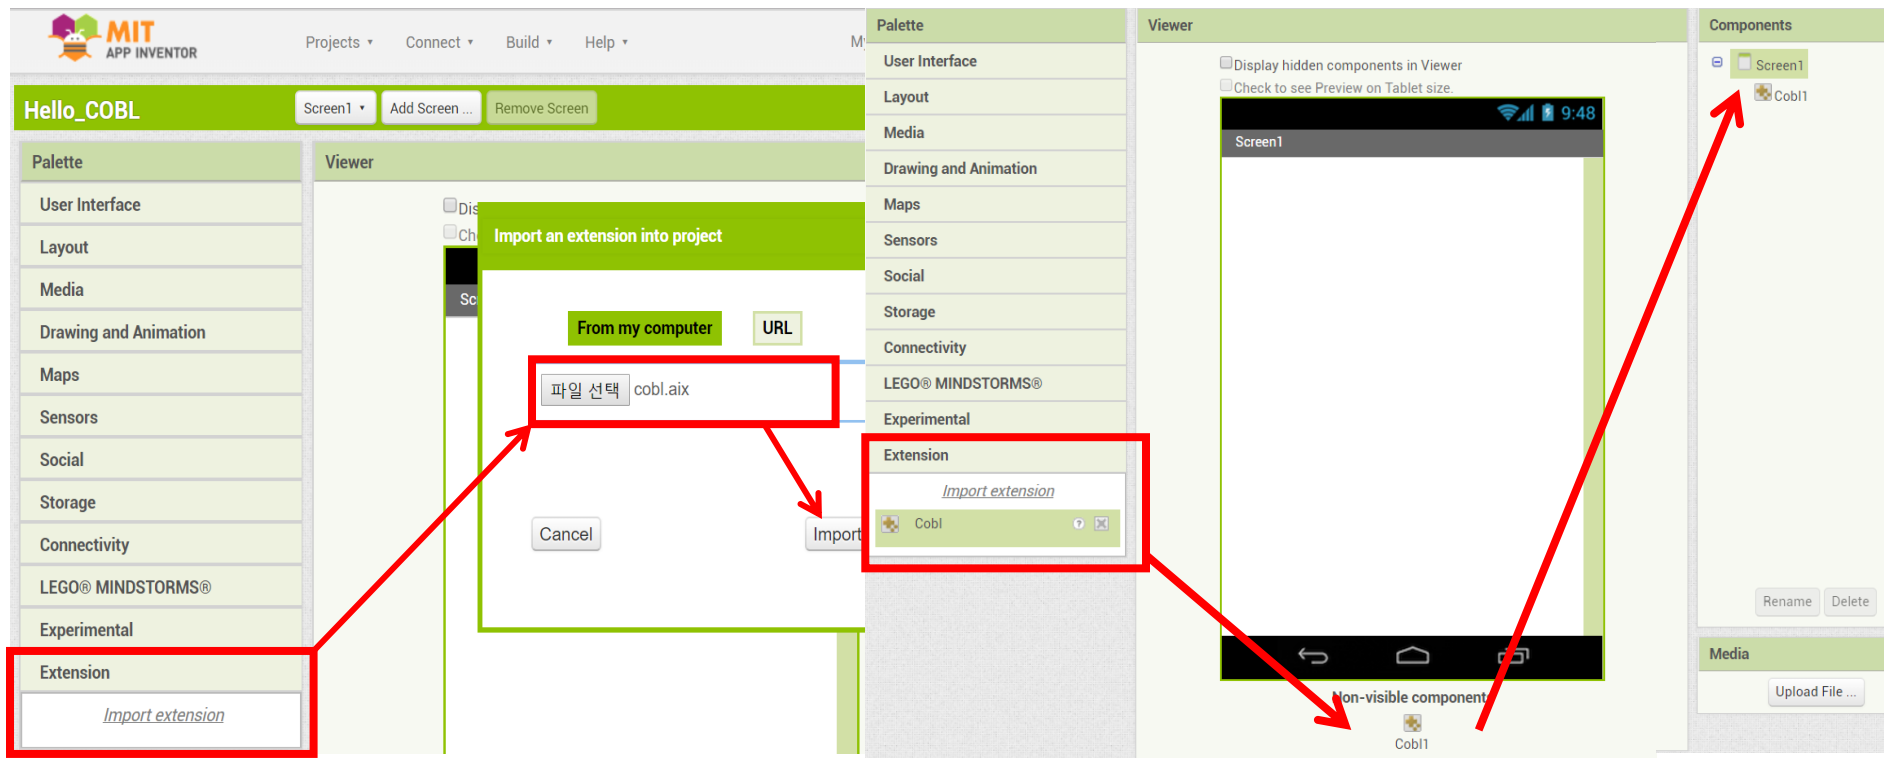 MIT
APP INVENTOR
Projects
Connect
Build
Help
Hello_COBL
Screen1
Add Screen ...
Remove Screen
Palette
User Interface
Layout
Media
Drawing and Animation
Maps
Sensors
Social
Storage
Connectivity
LEGO® MINDSTORMS®
Experimental
Extension
Import extension
Viewer
Import an extension into project
From my computer
URL
파일 선택 cobl.aix
Cancel
Import
Palette
User Interface
Layout
Media
Drawing and Animation
Maps
Sensors
Social
Storage
Connectivity
LEGO® MINDSTORMS®
Experimental
Extension
Import extension
Cobl
Viewer
Display hidden components in Viewer
Check to see Preview on Tablet size.
9:48
Screen1
Non-visible components
Cobl1
Components
Screen1
Cobl1
Rename
Delete
Media
Upload File ...